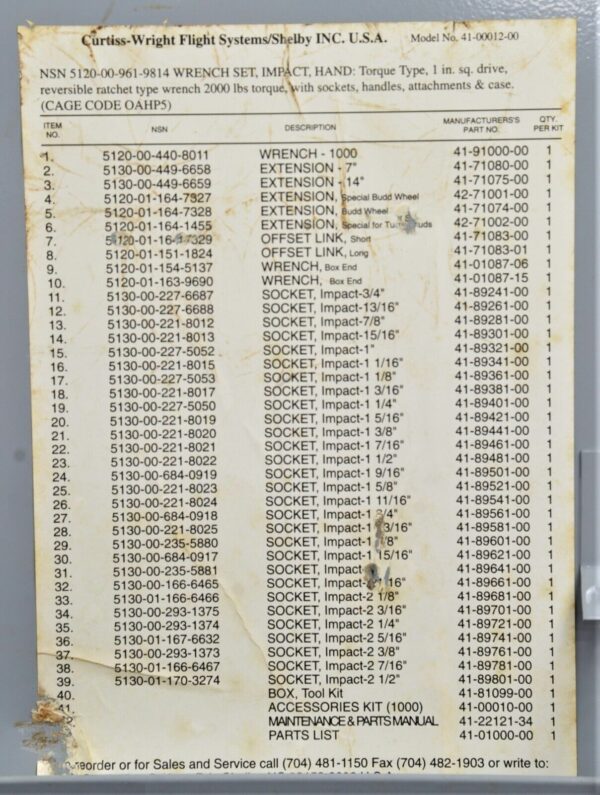 Curtiss-Wright Flight Systems/Shelby INC. U.S.A. Model No. 41-00012-00
NSN 5120-00-961-9814 WRENCH SET, IMPACT, HAND: Torque Type, 1 in. sq. drive,
reversible ratchet type wrench 2000 lbs torque, with sockets, handles, attachments & case.
(CAGE CODE OAHP5)
ITEM NO. NSN DESCRIPTION MANUFACTURERS'S PART NO. QTY. PER KIT
1. 5120-00-440-8011 WRENCH - 1000 41-91000-00 1
2. 5130-00-449-6658 EXTENSION - 7" 41-71080-00 1
3. 5130-00-449-6659 EXTENSION - 14" 41-71075-00 1
4. 5120-01-164-7327 EXTENSION, Special Budd Wheel 42-71001-00 1
5. 5120-01-164-7328 EXTENSION, Budd Wheel 41-71074-00 1
6. 5120-01-164-1455 EXTENSION, Special for 42-71002-00 1
7. 5120-01-164-7329 OFFSET LINK, Short 41-71083-00 1
8. 5120-01-151-1824 OFFSET LINK, Long 41-71083-01 1
9. 5120-01-154-5137 WRENCH, Box End 41-01087-06 1
10. 5120-01-163-9690 WRENCH, Box End 41-01087-15 1
11. 5130-00-227-6687 SOCKET, Impact-3/4" 41-89241-00 1
12. 5130-00-227-6688 SOCKET, Impact-13/16" 41-89261-00 1
13. 5130-00-221-8012 SOCKET, Impact-7/8" 41-89281-00 1
14. 5130-00-221-8013 SOCKET, Impact-15/16" 41-89301-00 1
15. 5130-00-227-5052 SOCKET, Impact-1" 41-89321-00 1
16. 5130-00-221-8015 SOCKET, Impact-1 1/16" 41-89341-00 1
17. 5130-00-227-5053 SOCKET, Impact-1 1/8" 41-89361-00 1
18. 5130-00-221-8017 SOCKET, Impact-1 3/16" 41-89381-00 1
19. 5130-00-227-5050 SOCKET, Impact-1 1/4" 41-89401-00 1
20. 5130-00-221-8019 SOCKET, Impact-1 5/16" 41-89421-00 1
21. 5130-00-221-8020 SOCKET, Impact-1 3/8" 41-89441-00 1
22. 5130-00-221-8021 SOCKET, Impact-1 7/16" 41-89461-00 1
23. 5130-00-221-8022 SOCKET, Impact-1 1/2" 41-89481-00 1
24. 5130-00-684-0919 SOCKET, Impact-1 9/16" 41-89501-00 1
25. 5130-00-221-8023 SOCKET, Impact-1 5/8" 41-89521-00 1
26. 5130-00-221-8024 SOCKET, Impact-1 11/16" 41-89541-00 1
27. 5130-00-684-0918 SOCKET, Impact-1 3/4" 41-89561-00 1
28. 5130-00-221-8025 SOCKET, Impact-1 13/16" 41-89581-00 1
29. 5130-00-235-5880 SOCKET, Impact-1 /8" 41-89601-00 1
30. 5130-00-684-0917 SOCKET, Impact-1 15/16" 41-89621-00 1
31. 5130-00-235-5881 SOCKET, Impact 41-89641-00 1
32. 5130-00-166-6465 SOCKET, Impact-2 1/16" 41-89661-00 1
33. 5130-01-166-6466 SOCKET, Impact-2 1/8" 41-89681-00 1
34. 5130-00-293-1375 SOCKET, Impact-2 3/16" 41-89701-00 1
35. 5130-00-293-1374 SOCKET, Impact-2 1/4" 41-89721-00 1
36. 5130-01-167-6632 SOCKET, Impact-2 5/16" 41-89741-00 1
37. 5130-00-293-1373 SOCKET, Impact-2 3/8" 41-89761-00 1
38. 5130-01-166-6467 SOCKET, Impact-2 7/16" 41-89781-00 1
39. 5130-01-170-3274 SOCKET, Impact-2 1/2" 41-89801-00 1
40. BOX, Tool Kit 41-81099-00 1
41. ACCESSORIES KIT (1000) 41-00010-00 1
MAINTENANCE & PARTS MANUAL 41-22121-34 1
PARTS LIST 41-01000-00 1
reorder or for Sales and Service call (704) 481-1150 Fax (704) 482-1903 or write to: